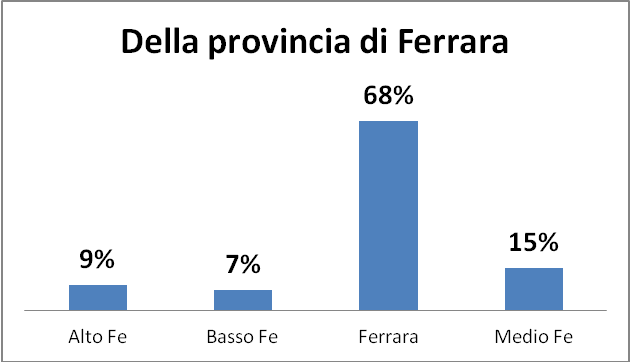 Della provincia di Ferrara
68%
15%
9%
7%
Alto Fe Basso Fe Ferrara Medio Fe